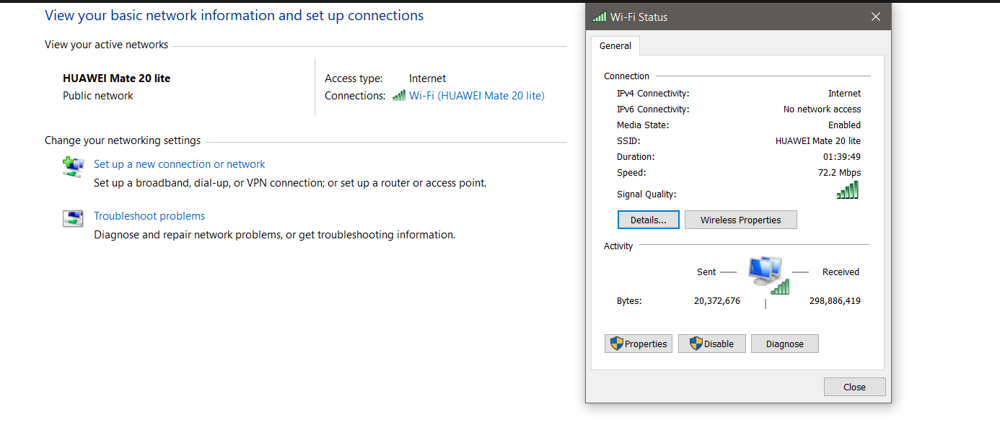 View your basic network information and set up connections
View your active networks
HUAWEI Mate 20 lite
Public network
Access type: Internet
Connections: Wi-Fi (HUAWEI Mate 20 lite)
Change your networking settings
Set up a new connection or network
Set up a broadband, dial-up, or VPN connection; or set up a router or access point.
Troubleshoot problems
Diagnose and repair network problems, or get troubleshooting information.
Wi-Fi Status
General
Connection
IPv4 Connectivity: Internet
IPv6 Connectivity: No network access
Media State: Enabled
SSID: HUAWEI Mate 20 lite
Duration: 01:39:49
Speed: 72.2 Mbps
Signal Quality:
Details... Wireless Properties
Activity
Sent Received
Bytes: 20,372,676 298,886,419
Properties Disable Diagnose
Close